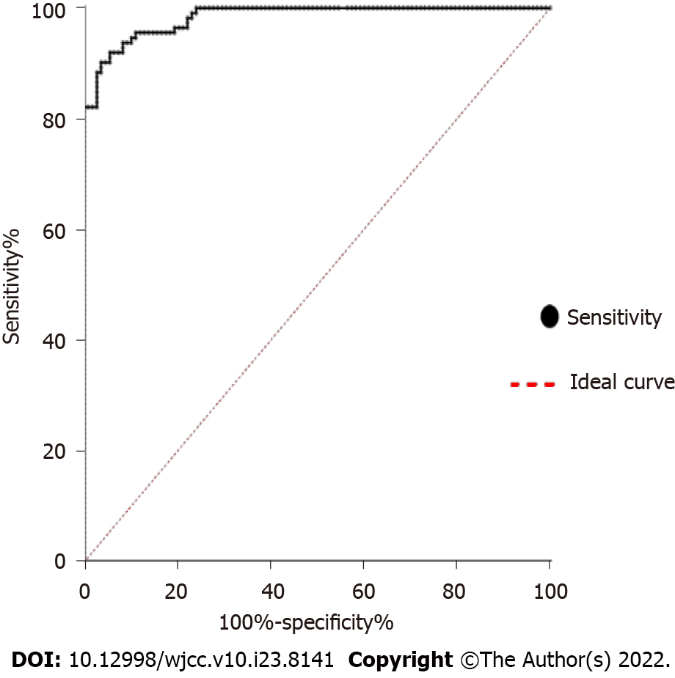 100
80
60
40
20
0
Sensitivity%
0 20 40 60 80 100
100%-specificity%
Sensitivity
Ideal curve
DOI: 10.12998/wjcc.v10.i23.8141 Copyright ©The Author(s) 2022.